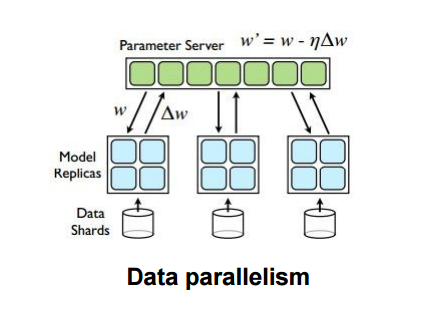 Parameter Server w' = w - ηΔw
w Δw
Model
Replicas
Data
Shards
Data parallelism